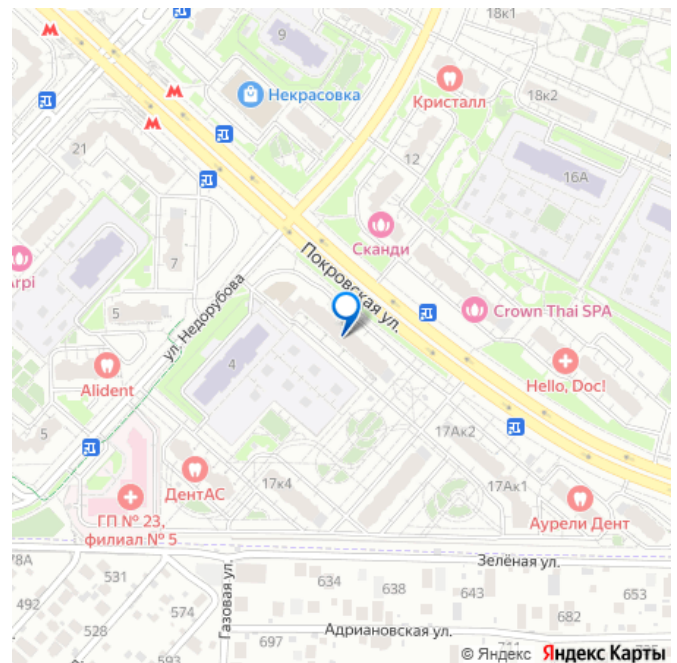 18к1
9
Некрасовка
Кристалл
18к2
21
12
16А
Сканди
7
Покровская ул.
Arpi
5
ул. Недорубова
Crown Thai SPA
4
Alident
Hello, Doc!
5
17Ак2
17к4
17Ак1
ДентАС
Аурели Дент
ГП № 23,
филиал № 5
Зелёная ул.
78А
531
634
638
643
653
492
574
Газовая ул.
682
528
697
Адриановская ул.
593
© Яндекс Яндекс Карты